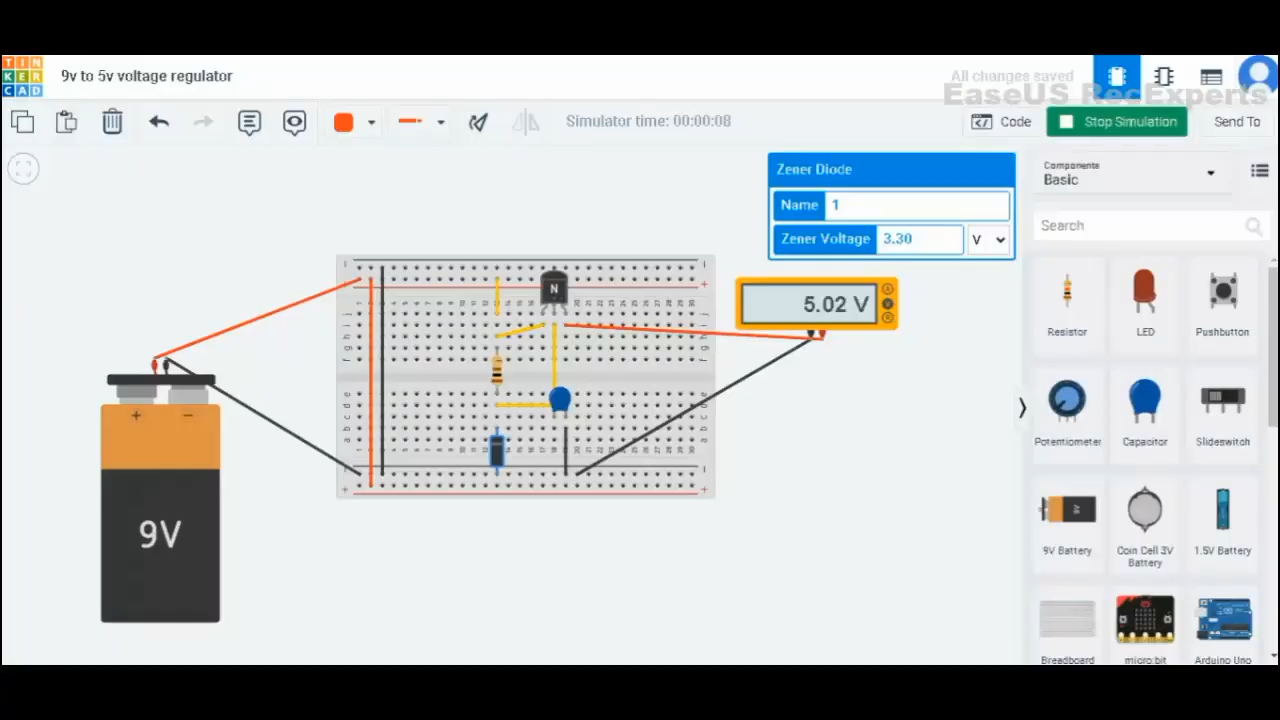 TIN
KER
CAD
9v to 5v voltage regulator
All changes saved
EaseUS RecExperts
Simulator time: 00:00:08
Code
Stop Simulation
Send To
Zener Diode
Name 1
Zener Voltage 3.30 V
Components
Basic
Search
5.02 V
N
+ −
9V
Resistor
LED
Pushbutton
Potentiometer
Capacitor
Slideswitch
9V Battery
Coin Cell 3V
Battery
1.5V Battery
Breadboard
micro:bit
Arduino Uno